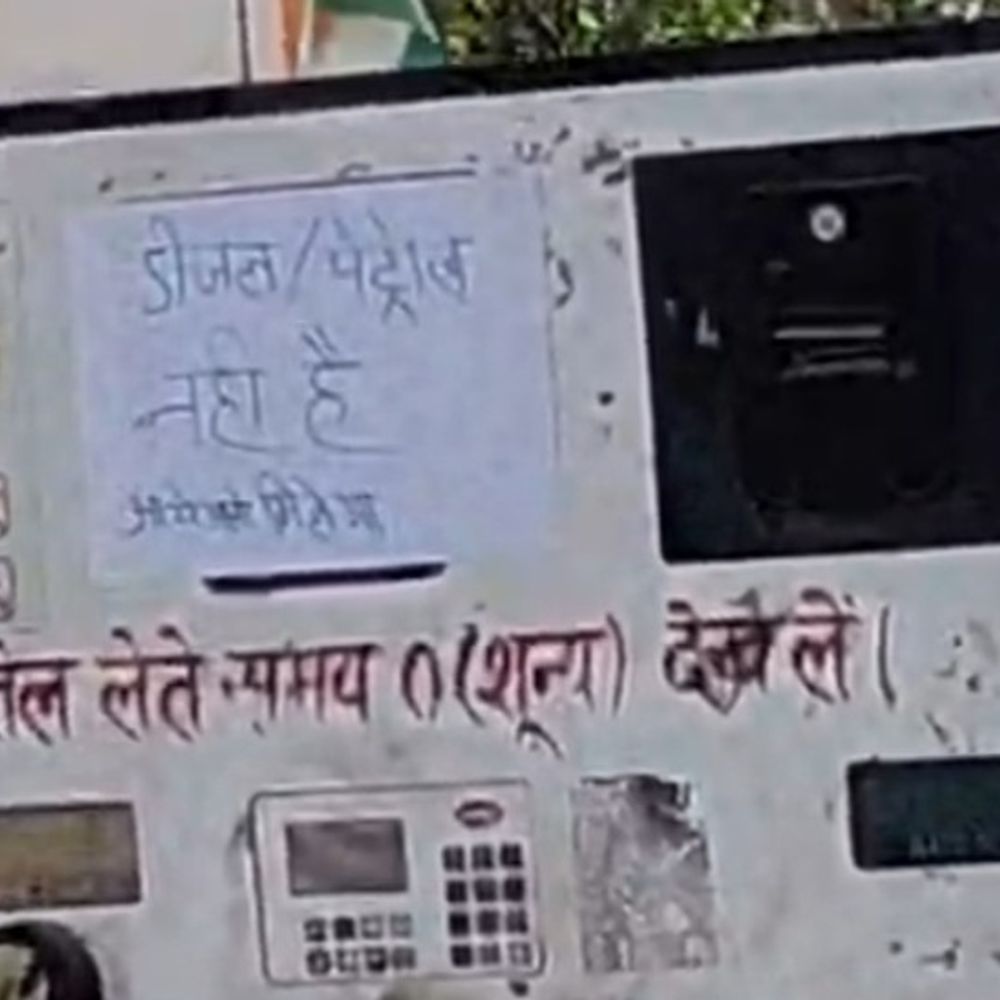 डीजल/पेट्रोल
नहीं है
मिलेगा
तेल लेते समय 0 (शून्य) देख लें।